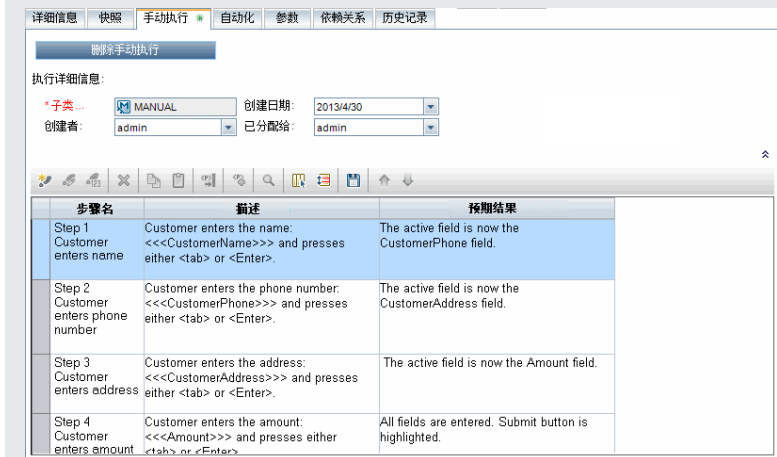 详细信息 快照 手动执行 * 自动化 参数 依赖关系 历史记录
删除手动执行
执行详细信息:
*子类... MANUAL 创建日期: 2013/4/30
创建者: admin 已分配给: admin
步骤名 描述 预期结果
Step 1 Customer enters the name: The active field is now the
Customer <<<CustomerName>>> and presses CustomerPhone field.
enters name either <tab> or <Enter>.
Step 2 Customer enters the phone number: The active field is now the
Customer <<<CustomerPhone>>> and presses CustomerAddress field.
enters phone either <tab> or <Enter>.
number
Step 3 Customer enters the address: The active field is now the Amount field.
Customer <<<CustomerAddress>>> and presses
enters address either <tab> or <Enter>.
Step 4 Customer enters the amount: All fields are entered. Submit button is
Customer <<<Amount>>> and presses either highlighted.
enters amount <tab> or <Enter>